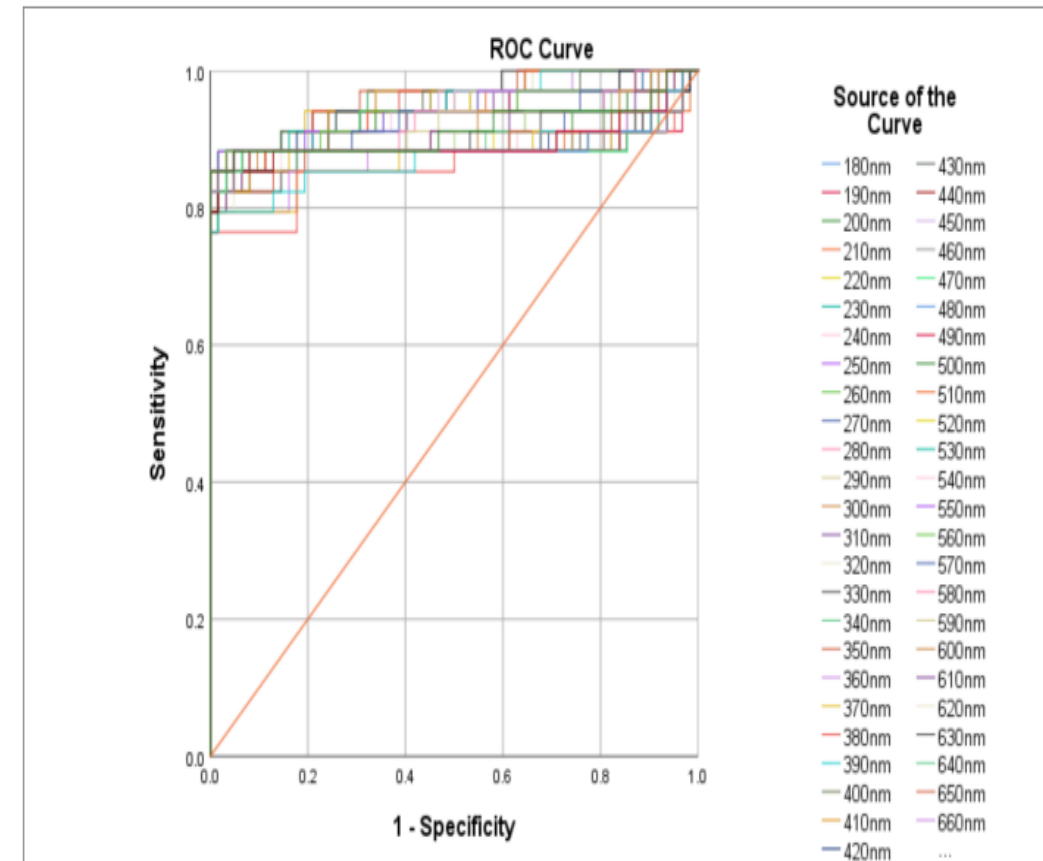 ROC Curve
1.0
0.8
0.6
0.4
0.2
0.0
Sensitivity
0.0 0.2 0.4 0.6 0.8 1.0
1 - Specificity
Source of the
Curve
180nm 430nm
190nm 440nm
200nm 450nm
210nm 460nm
220nm 470nm
230nm 480nm
240nm 490nm
250nm 500nm
260nm 510nm
270nm 520nm
280nm 530nm
290nm 540nm
300nm 550nm
310nm 560nm
320nm 570nm
330nm 580nm
340nm 590nm
350nm 600nm
360nm 610nm
370nm 620nm
380nm 630nm
390nm 640nm
400nm 650nm
410nm 660nm
420nm ...